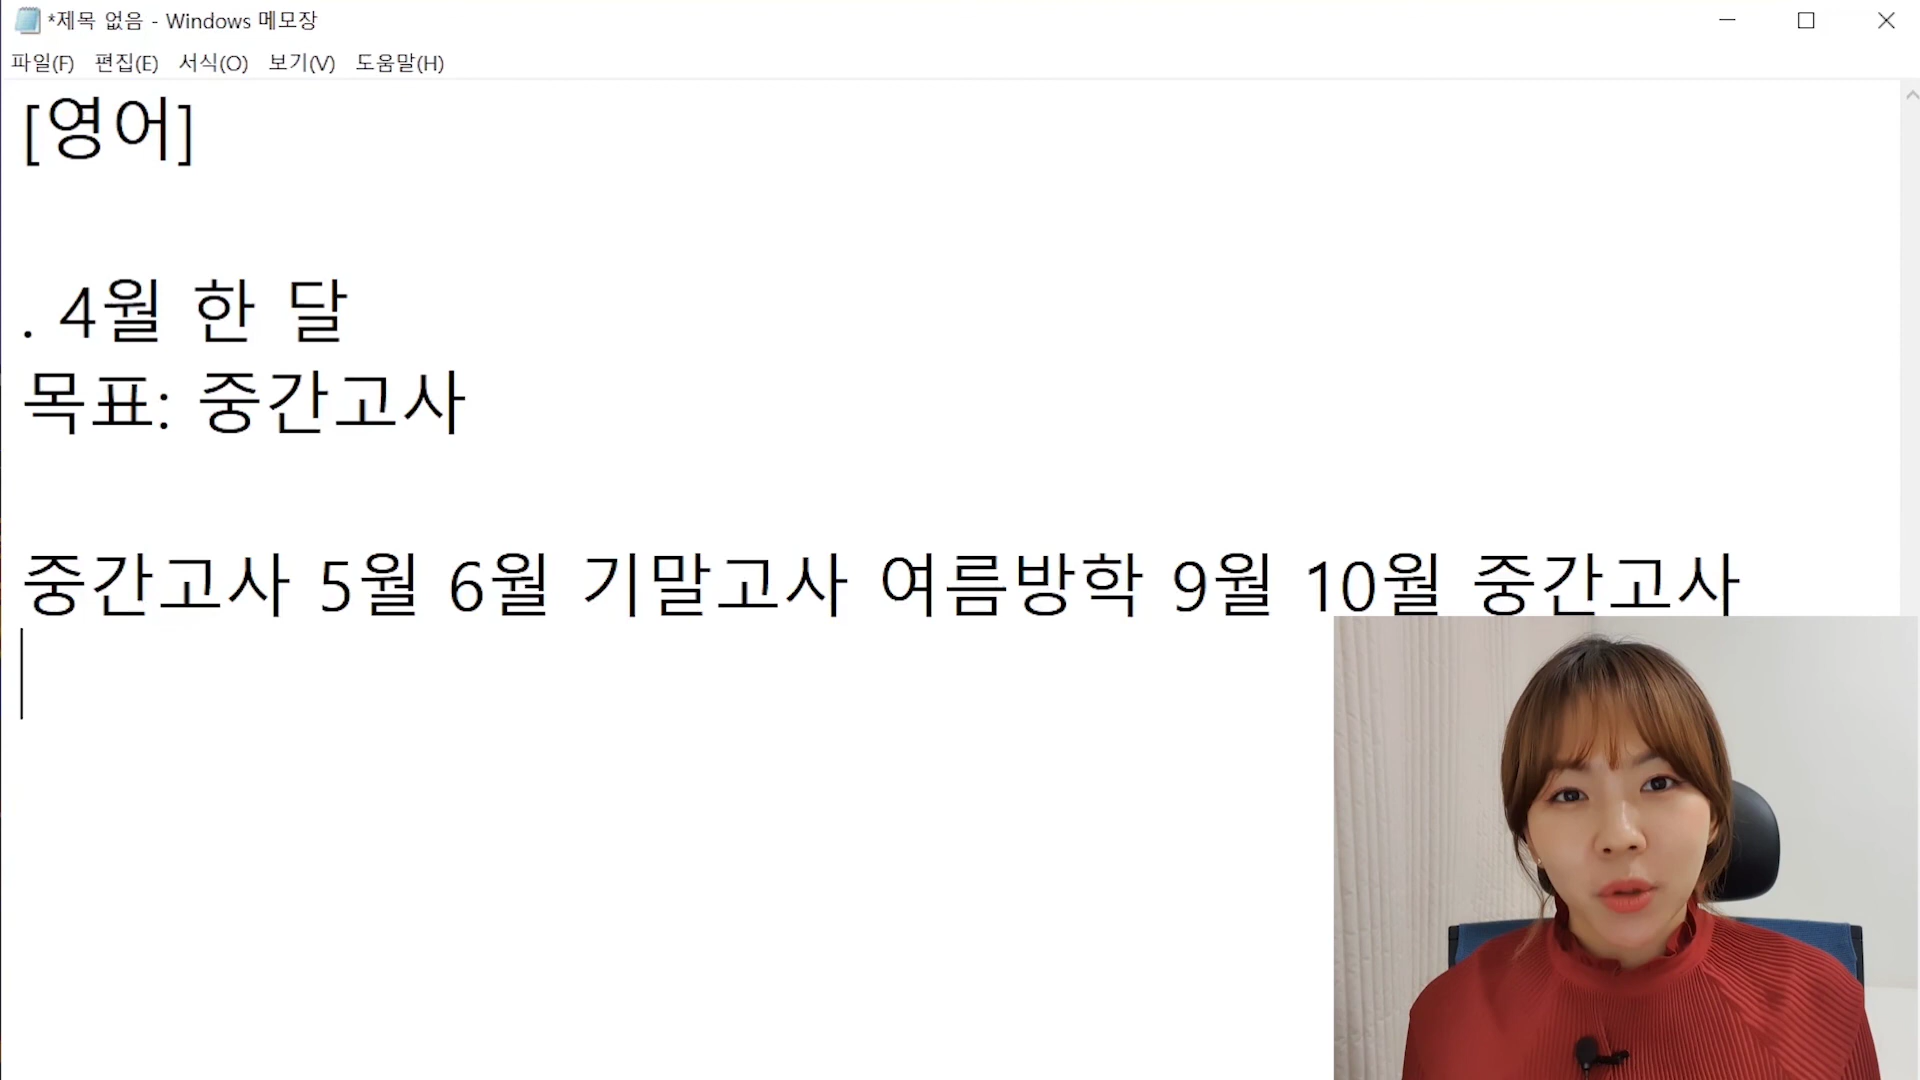 *제목 없음 - Windows 메모장
파일(F) 편집(E) 서식(O) 보기(V) 도움말(H)
[영어]
. 4월 한 달
목표: 중간고사
중간고사 5월 6월 기말고사 여름방학 9월 10월 중간고사